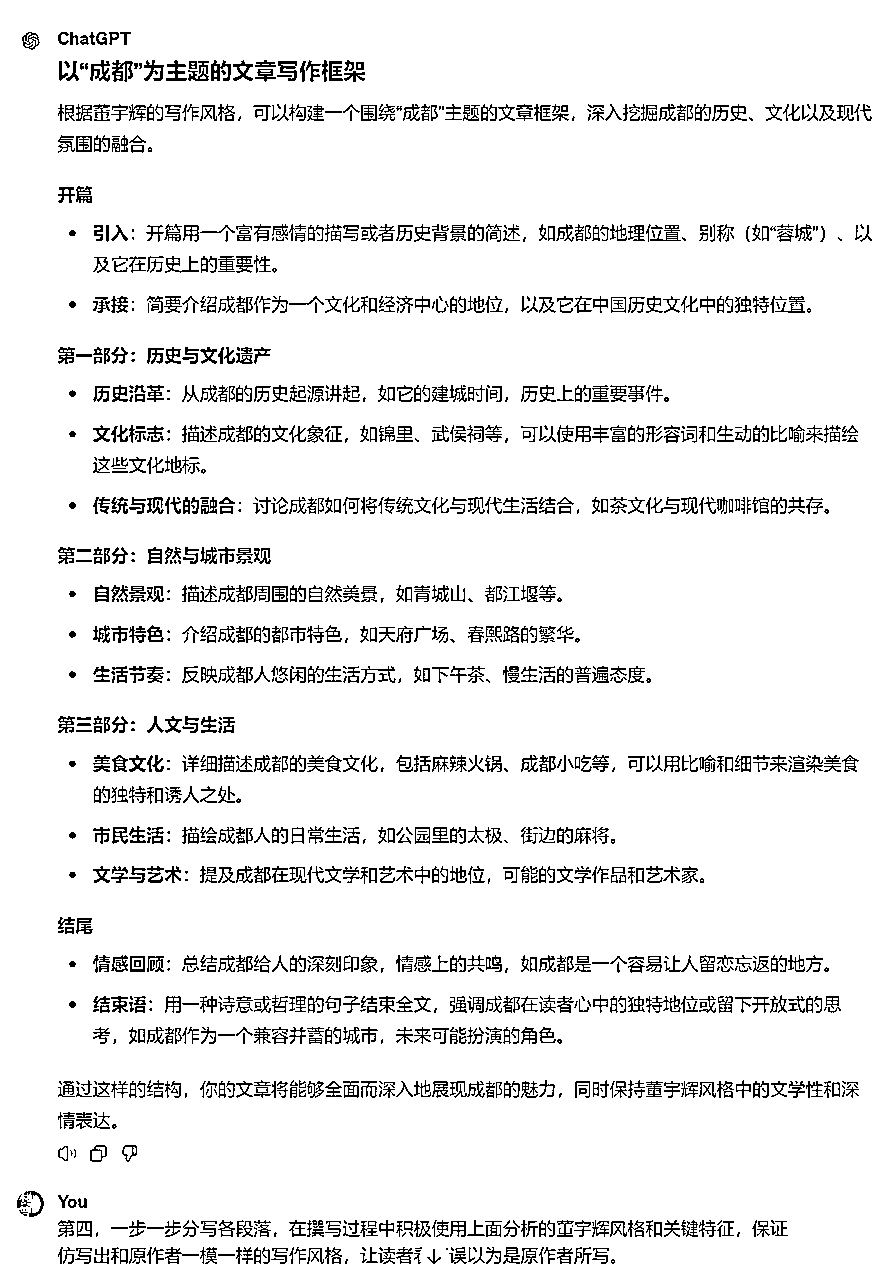 ChatGPT
以“成都”为主题的文章写作框架
根据董宇辉的写作风格，可以构建一个围绕“成都”主题的文章框架，深入挖掘成都的历史、文化以及现代
氛围的融合。
开篇
• 引入：开篇用一个富有感情的描写或者历史背景的简述，如成都的地理位置、别称（如“蓉城”）、以
及它在历史上的重要性。
• 承接：简要介绍成都作为一个文化和经济中心的地位，以及它在中国历史文化中的独特位置。
第一部分：历史与文化遗产
• 历史沿革：从成都的历史起源讲起，如它的建城时间，历史上的重要事件。
• 文化标志：描述成都的文化象征，如锦里、武侯祠等，可以使用丰富的形容词和生动的比喻来描绘
这些文化地标。
• 传统与现代的融合：讨论成都如何将传统文化与现代生活结合，如茶文化与现代咖啡馆的共存。
第二部分：自然与城市景观
• 自然景观：描述成都周围的自然美景，如青城山、都江堰等。
• 城市特色：介绍成都的都市特色，如天府广场、春熙路的繁华。
• 生活节奏：反映成都人悠闲的生活方式，如下午茶、慢生活的普遍态度。
第三部分：人文与生活
• 美食文化：详细描述成都的美食文化，包括麻辣火锅、成都小吃等，可以用比喻和细节来渲染美食
的独特和诱人之处。
• 市民生活：描绘成都人的日常生活，如公园里的太极、街边的麻将。
• 文学与艺术：提及成都在现代文学和艺术中的地位，可能的文学作品和艺术家。
结尾
• 情感回顾：总结成都给人的深刻印象，情感上的共鸣，如成都是一个容易让人留恋忘返的地方。
• 结束语：用一种诗意或哲理的句子结束全文，强调成都在读者心中的独特地位或留下开放式的思
考，如成都作为一个兼容并蓄的城市，未来可能扮演的角色。
通过这样的结构，你的文章将能够全面而深入地展现成都的魅力，同时保持董宇辉风格中的文学性和深
情表达。
You
第四，一步一步分写各段落，在撰写过程中积极使用上面分析的董宇辉风格和关键特征，保证
仿写出和原作者一模一样的写作风格，让读者误以为是原作者所写。